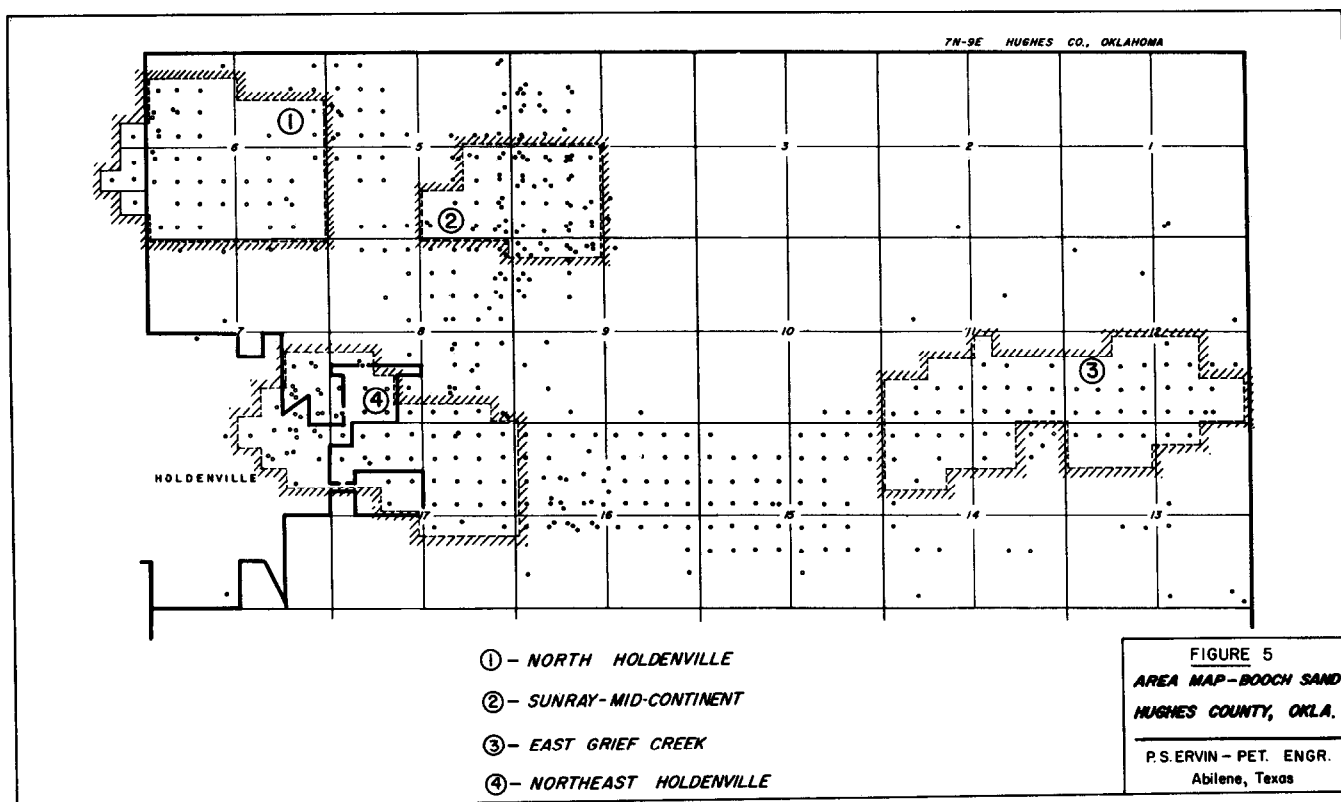 7N-9E HUGHES CO., OKLAHOMA
①
6
5
3
2
1
②
7
8
9
10
11
12
③
④
HOLDENVILLE
17
16
15
14
13
① - NORTH HOLDENVILLE
② - SUNRAY-MID-CONTINENT
③ - EAST GRIEF CREEK
④ - NORTHEAST HOLDENVILLE
FIGURE 5
AREA MAP-BOOCH SAND
HUGHES COUNTY, OKLA.
P.S.ERVIN - PET. ENGR.
Abilene, Texas